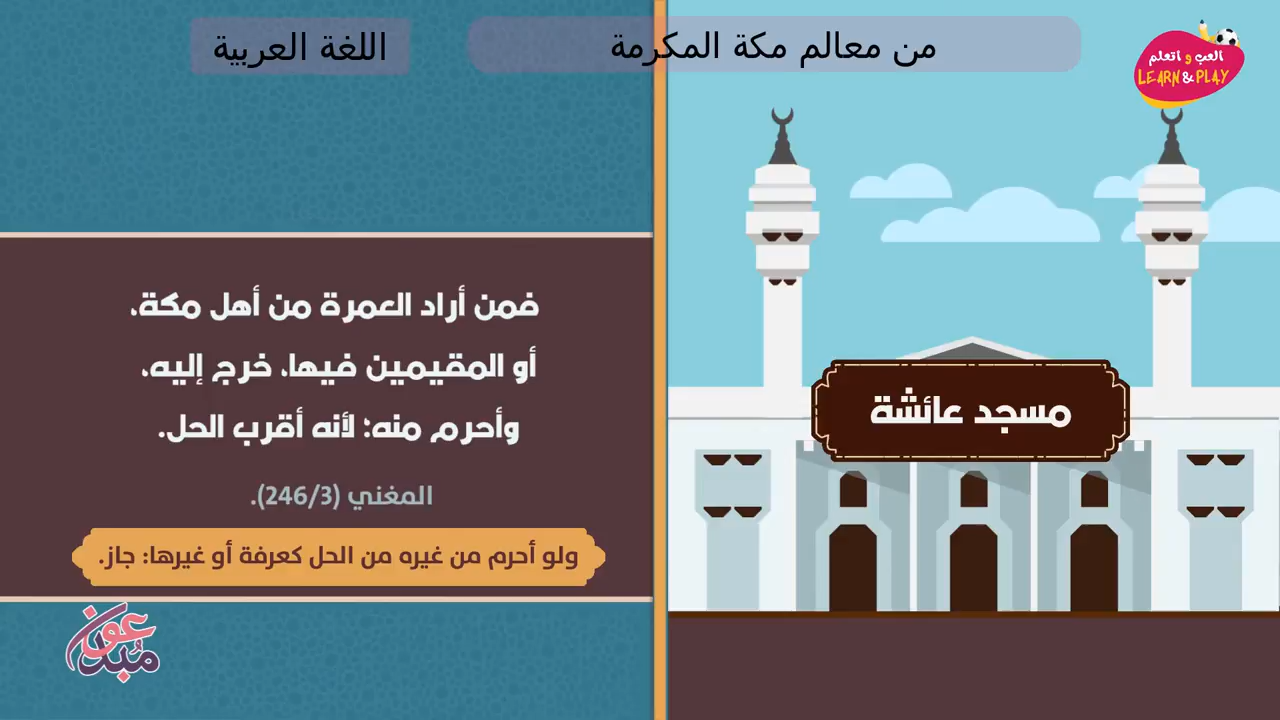 من معالم مكة المكرمة
اللغة العربية
العب و اتعلم
LEARN & PLAY
مسجد عائشة
فمن أراد العمرة من أهل مكة،
أو المقيمين فيها، خرج إليه،
وأحرم منه؛ لأنه أقرب الحل.
المغني (246/3).
ولو أحرم من غيره من الحل كعرفة أو غيرها: جاز.
مبدعون